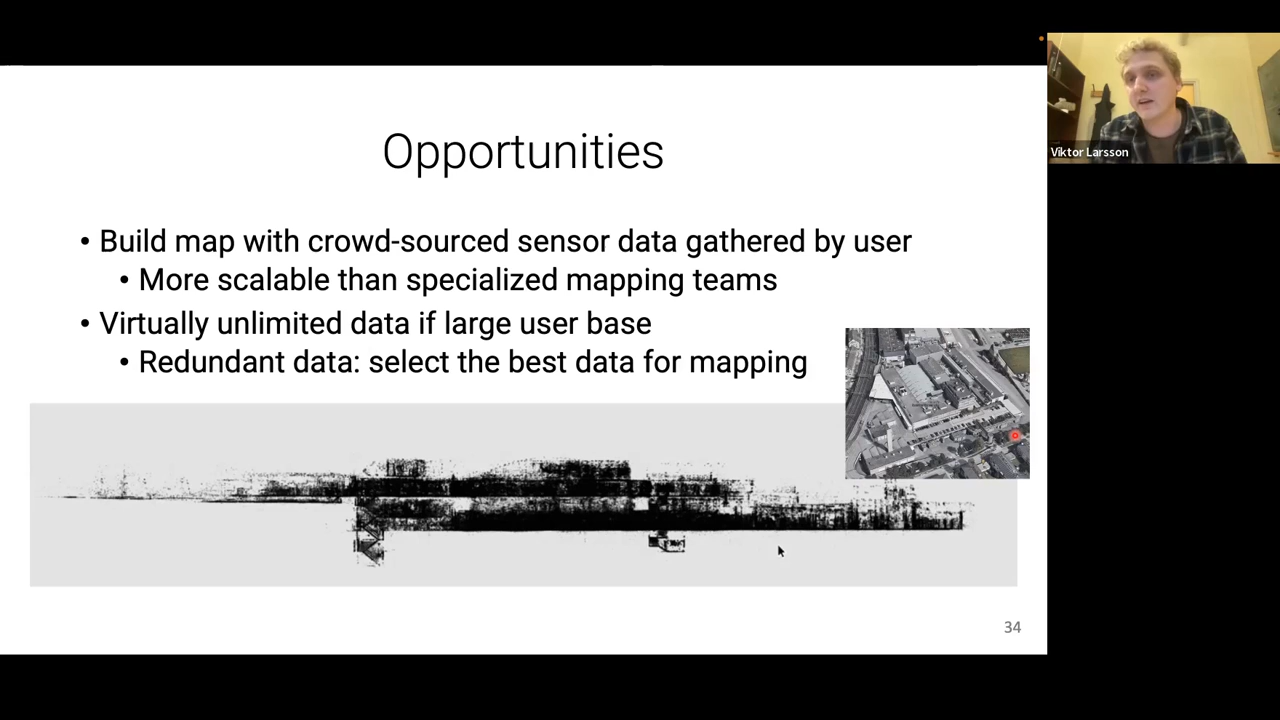 Opportunities
• Build map with crowd-sourced sensor data gathered by user
• More scalable than specialized mapping teams
• Virtually unlimited data if large user base
• Redundant data: select the best data for mapping
34
Viktor Larsson